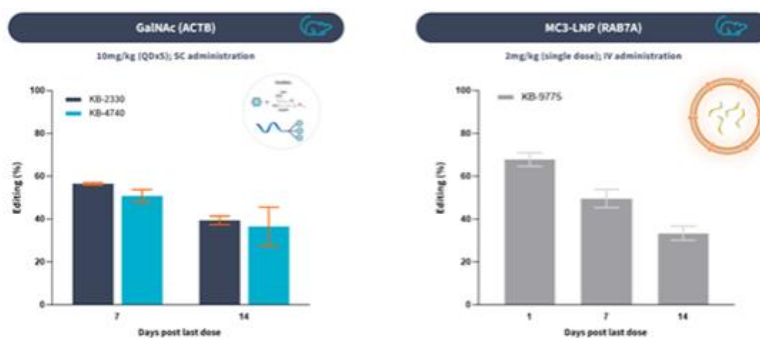 GalNAc (ACTB)
10mg/kg (QDx5); SC administration
KB-2330
KB-4740
Editing (%)
100
80
60
40
20
0
7
14
Days post last dose
MC3-LNP (RAB7A)
2mg/kg (single dose); IV administration
KB-9775
Editing (%)
100
80
60
40
20
0
1
7
14
Days post last dose